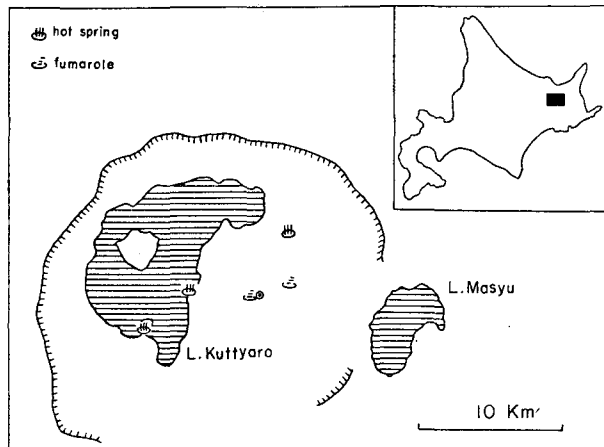 hot spring
fumarole
L. Masyu
L. Kuttyaro
10 Km